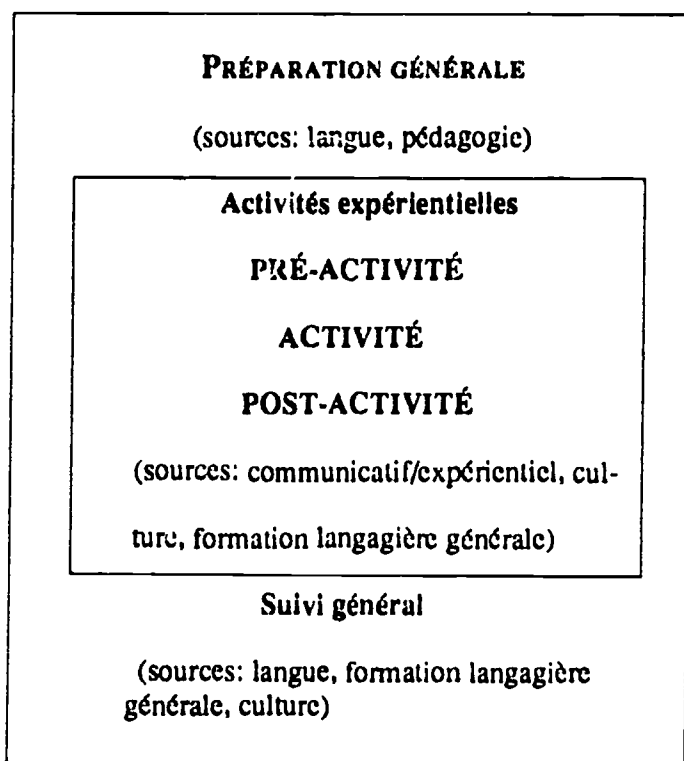 PRÉPARATION GÉNÉRALE
(sources: langue, pédagogie)
Activités expérientielles
PRÉ-ACTIVITÉ
ACTIVITÉ
POST-ACTIVITÉ
(sources: communicatif/expérientiel, cul-
ture, formation langagière générale)
Suivi général
(sources: langue, formation langagière
générale, culture)